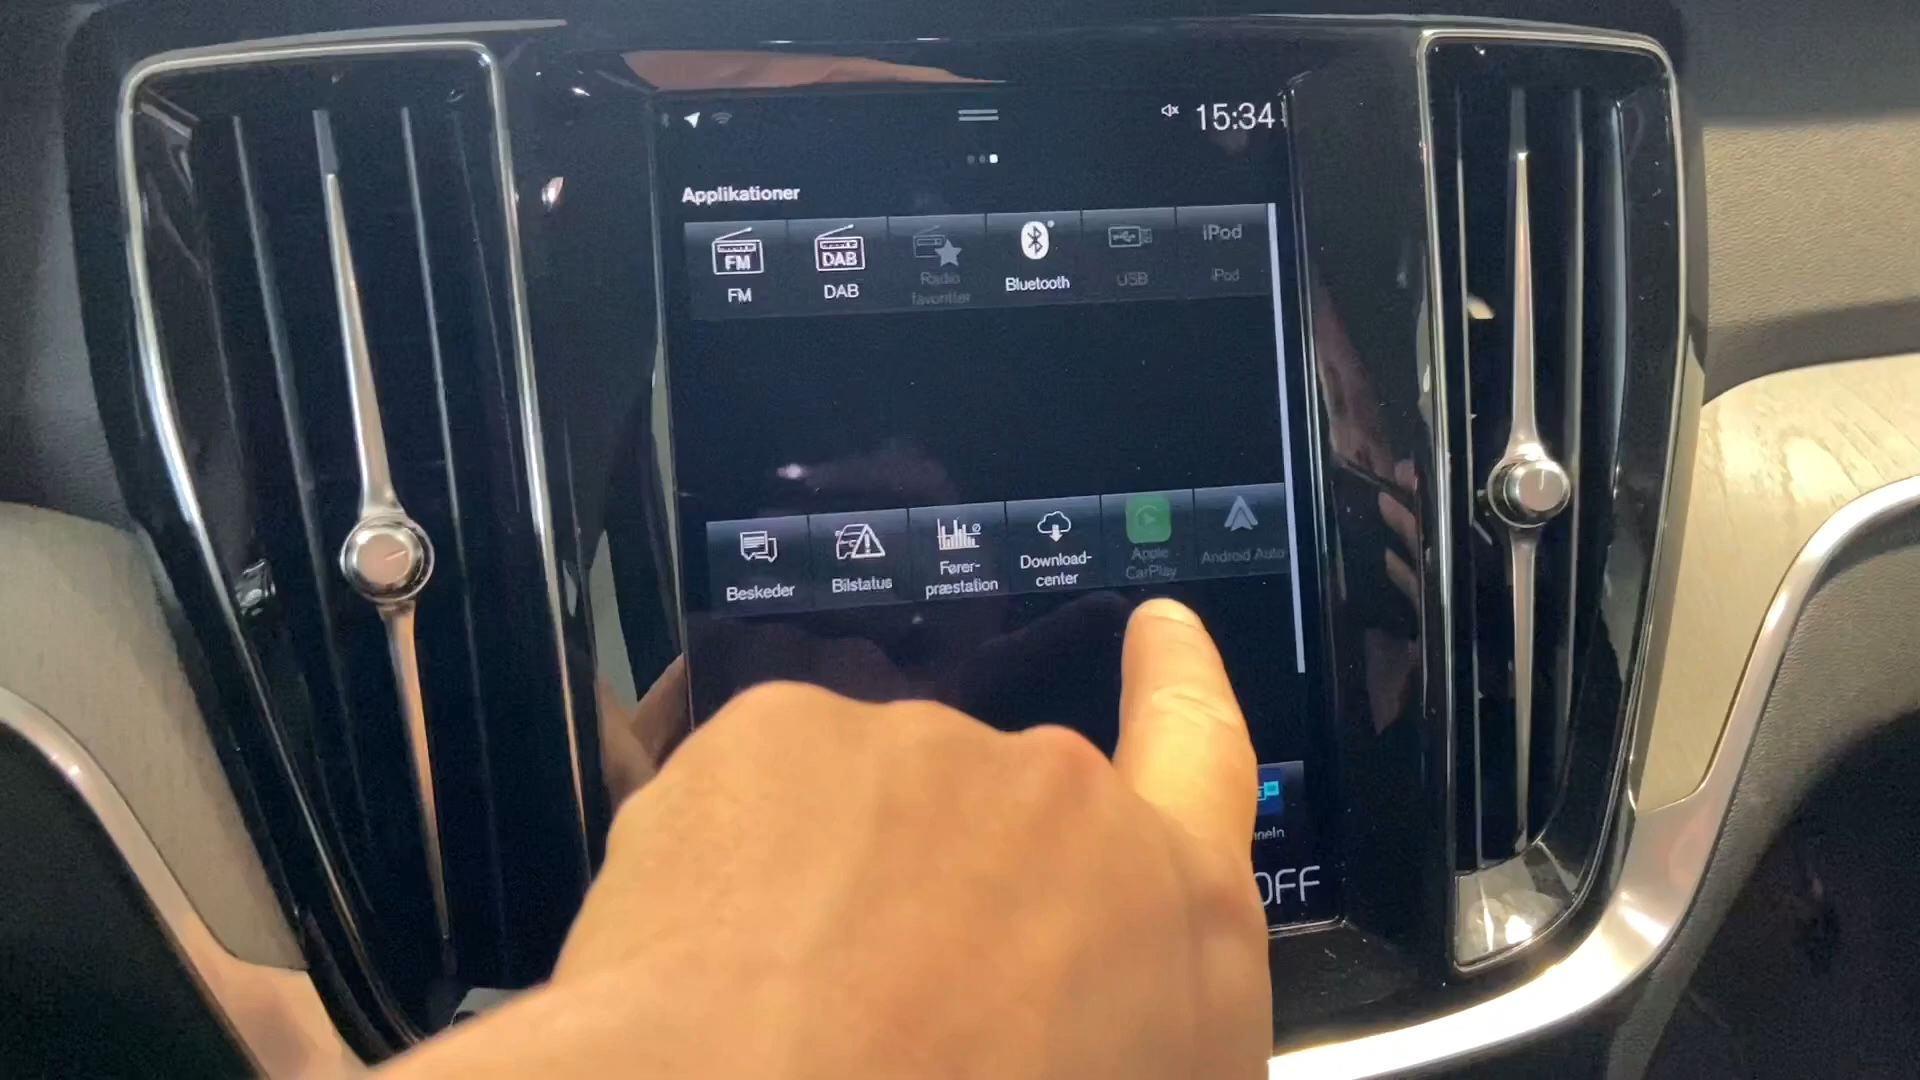 15:34
Applikationer
FM
DAB
iPod
FM
DAB
Radio
favoritter
Bluetooth
USB
iPod
Beskeder
Bilstatus
Fører-
præstation
Download-
center
Apple
CarPlay
Android Auto
OFF